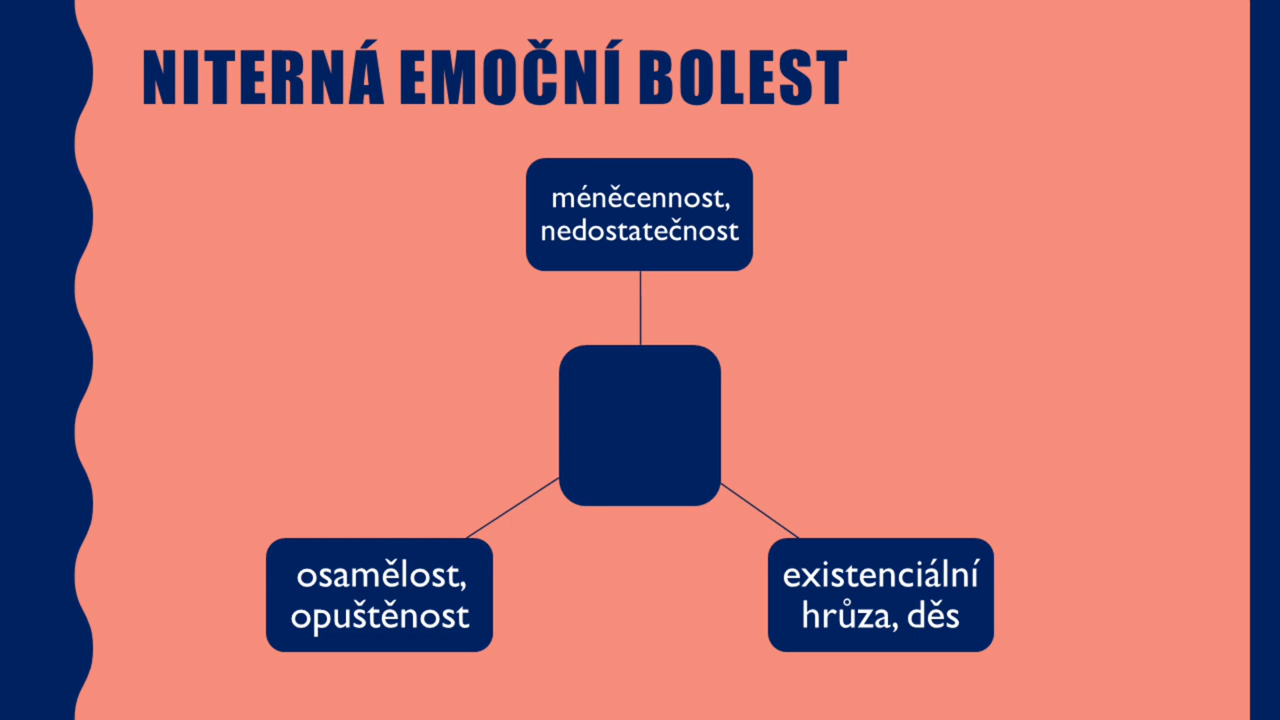 NITERNÁ EMOČNÍ BOLEST
méněcennost,
nedostatečnost
osamělost,
opuštěnost
existenciální
hrůza, děs